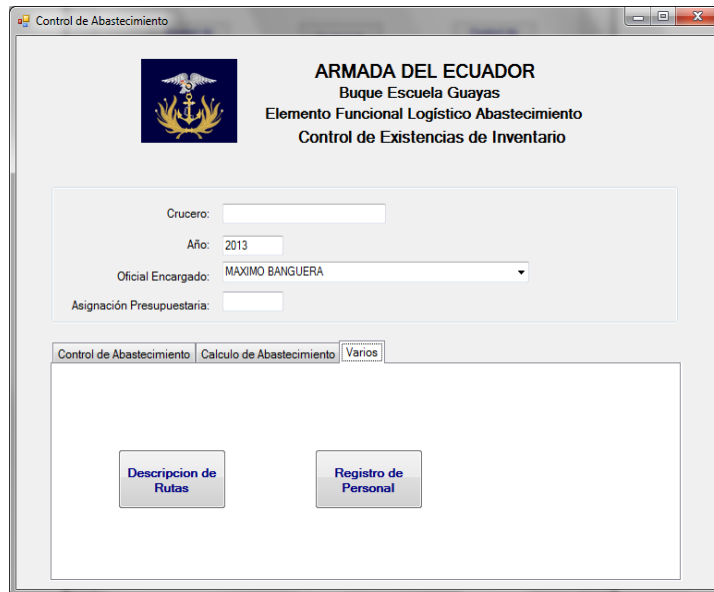 Control de Abastecimiento
ARMADA DEL ECUADOR
Buque Escuela Guayas
Elemento Funcional Logístico Abastecimiento
Control de Existencias de Inventario
Crucero:
Año: 2013
Oficial Encargado: MAXIMO BANGUERA
Asignación Presupuestaria:
Control de Abastecimiento Calculo de Abastecimiento Varios
Descripcion de
Rutas
Registro de
Personal